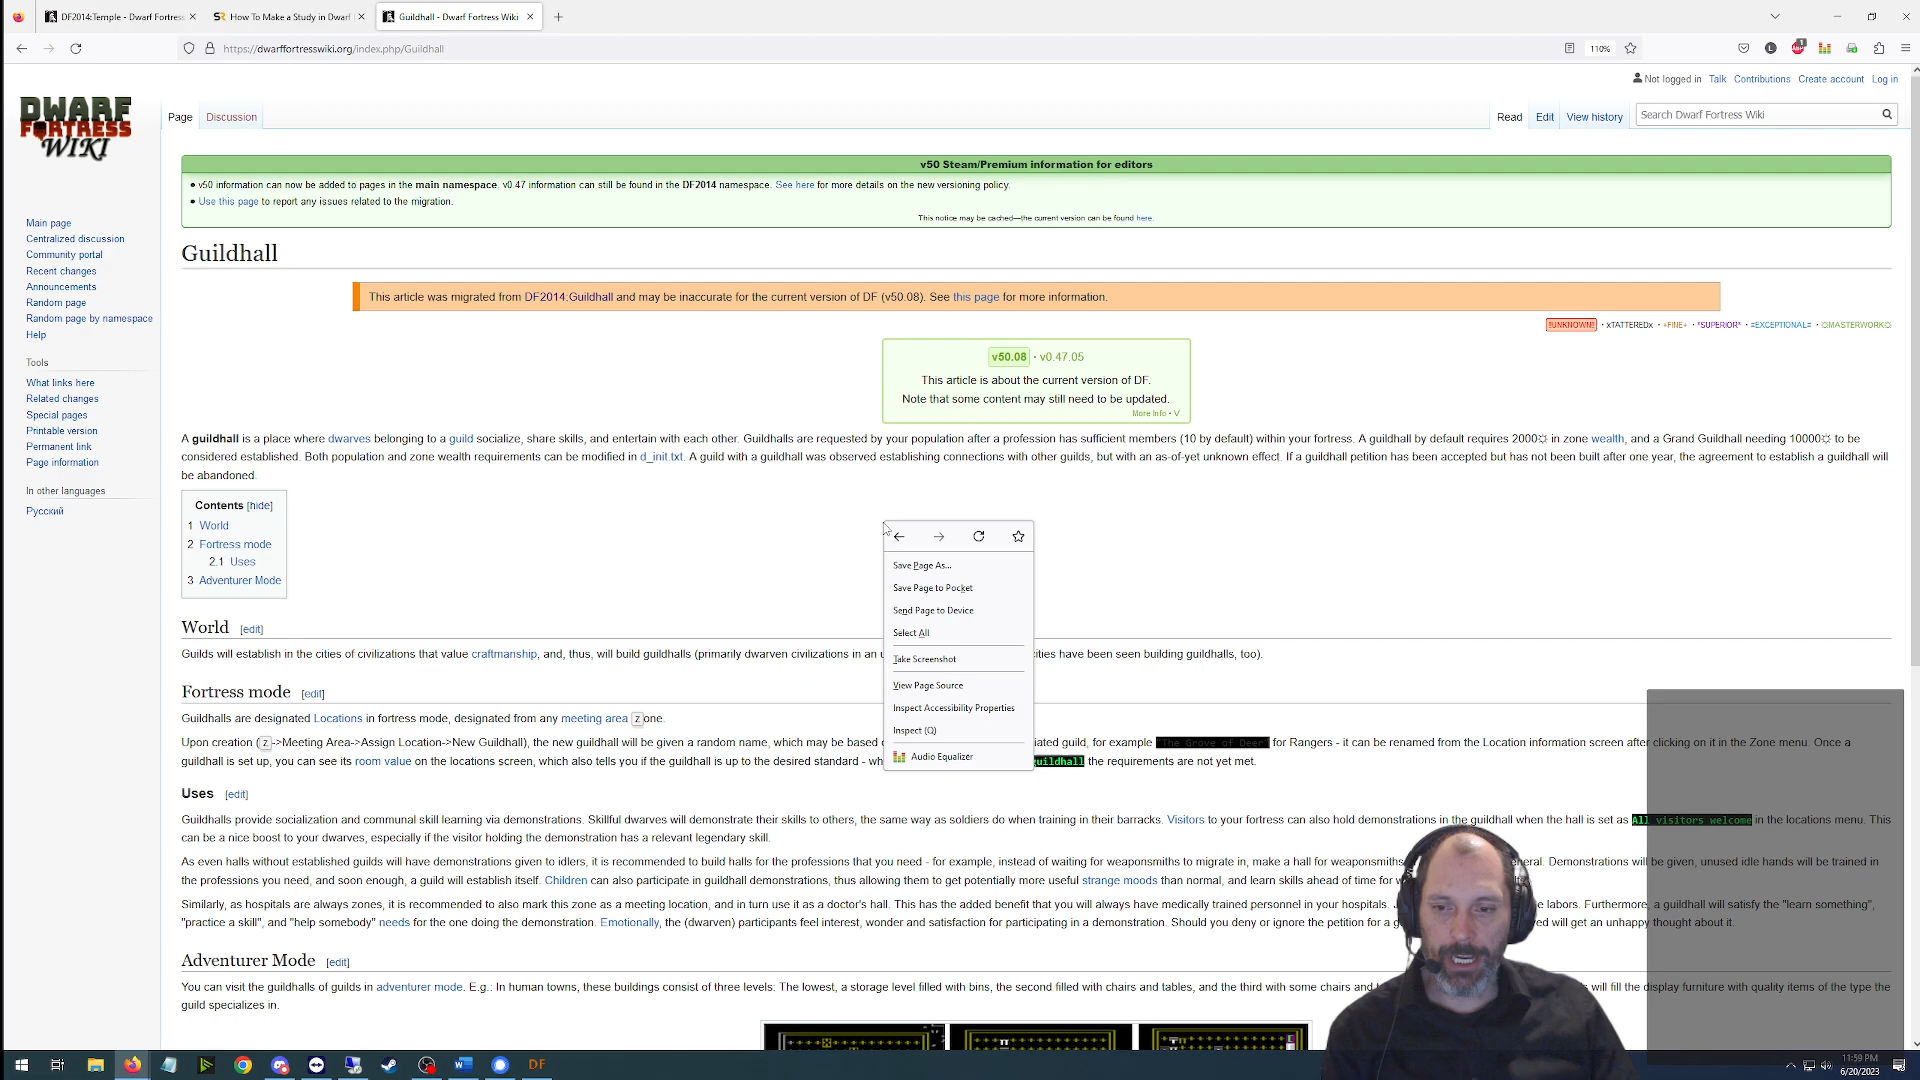 DF2014:Temple - Dwarf Fortress
How To Make a Study in Dwarf
Guildhall - Dwarf Fortress Wiki
https://dwarffortresswiki.org/index.php/Guildhall
110%
Not logged in Talk Contributions Create account Log in
DWARF
FORTRESS
WIKI
Page Discussion
Read Edit View history
Search Dwarf Fortress Wiki
v50 Steam/Premium information for editors
• v50 information can now be added to pages in the main namespace. v0.47 information can still be found in the DF2014 namespace. See here for more details on the new versioning policy.
• Use this page to report any issues related to the migration.
This notice may be cached—the current version can be found here.
Main page
Centralized discussion
Community portal
Recent changes
Announcements
Random page
Random page by namespace
Help
Tools
What links here
Related changes
Special pages
Printable version
Permanent link
Page information
In other languages
Русский
Guildhall
This article was migrated from DF2014:Guildhall and may be inaccurate for the current version of DF (v50.08). See this page for more information.
‼UNKNOWN‼ · xTATTEREDx · +FINE+ · *SUPERIOR* · ≡EXCEPTIONAL≡ · ☼MASTERWORK☼
v50.08 · v0.47.05
This article is about the current version of DF.
Note that some content may still need to be updated.
More Info · V
A guildhall is a place where dwarves belonging to a guild socialize, share skills, and entertain with each other. Guildhalls are requested by your population after a profession has sufficient members (10 by default) within your fortress. A guildhall by default requires 2000☼ in zone wealth, and a Grand Guildhall needing 10000☼ to be
considered established. Both population and zone wealth requirements can be modified in d_init.txt. A guild with a guildhall was observed establishing connections with other guilds, but with an as-of-yet unknown effect. If a guildhall petition has been accepted but has not been built after one year, the agreement to establish a guildhall will
be abandoned.
Contents [hide]
1 World
2 Fortress mode
2.1 Uses
3 Adventurer Mode
Save Page As...
Save Page to Pocket
Send Page to Device
Select All
Take Screenshot
View Page Source
Inspect Accessibility Properties
Inspect (Q)
Audio Equalizer
World [edit]
Guilds will establish in the cities of civilizations that value craftmanship, and, thus, will build guildhalls (primarily dwarven civilizations in an u cities have been seen building guildhalls, too).
Fortress mode [edit]
Guildhalls are designated Locations in fortress mode, designated from any meeting area zone.
Upon creation (z->Meeting Area->Assign Location->New Guildhall), the new guildhall will be given a random name, which may be based ciated guild, for example "The Grove of Deer" for Rangers - it can be renamed from the Location information screen after clicking on it in the Zone menu. Once a
guildhall is set up, you can see its room value on the locations screen, which also tells you if the guildhall is up to the desired standard - wh guildhall the requirements are not yet met.
Uses [edit]
Guildhalls provide socialization and communal skill learning via demonstrations. Skillful dwarves will demonstrate their skills to others, the same way as soldiers do when training in their barracks. Visitors to your fortress can also hold demonstrations in the guildhall when the hall is set as All visitors welcome in the locations menu. This
can be a nice boost to your dwarves, especially if the visitor holding the demonstration has a relevant legendary skill.
As even halls without established guilds will have demonstrations given to idlers, it is recommended to build halls for the professions that you need - for example, instead of waiting for weaponsmiths to migrate in, make a hall for weaponsmiths neral. Demonstrations will be given, unused idle hands will be trained in
the professions you need, and soon enough, a guild will establish itself. Children can also participate in guildhall demonstrations, thus allowing them to get potentially more useful strange moods than normal, and learn skills ahead of time for
Similarly, as hospitals are always zones, it is recommended to also mark this zone as a meeting location, and in turn use it as a doctor's hall. This has the added benefit that you will always have medically trained personnel in your hospitals. labors. Furthermore, a guildhall will satisfy the "learn something",
"practice a skill", and "help somebody" needs for the one doing the demonstration. Emotionally, the (dwarven) participants feel interest, wonder and satisfaction for participating in a demonstration. Should you deny or ignore the petition for a will get an unhappy thought about it.
Adventurer Mode [edit]
You can visit the guildhalls of guilds in adventurer mode. E.g.: In human towns, these buildings consist of three levels: The lowest, a storage level filled with bins, the second filled with chairs and tables, and the third with some chairs and will fill the display furniture with quality items of the type the
guild specializes in.
DF
11:59 PM
6/20/2023